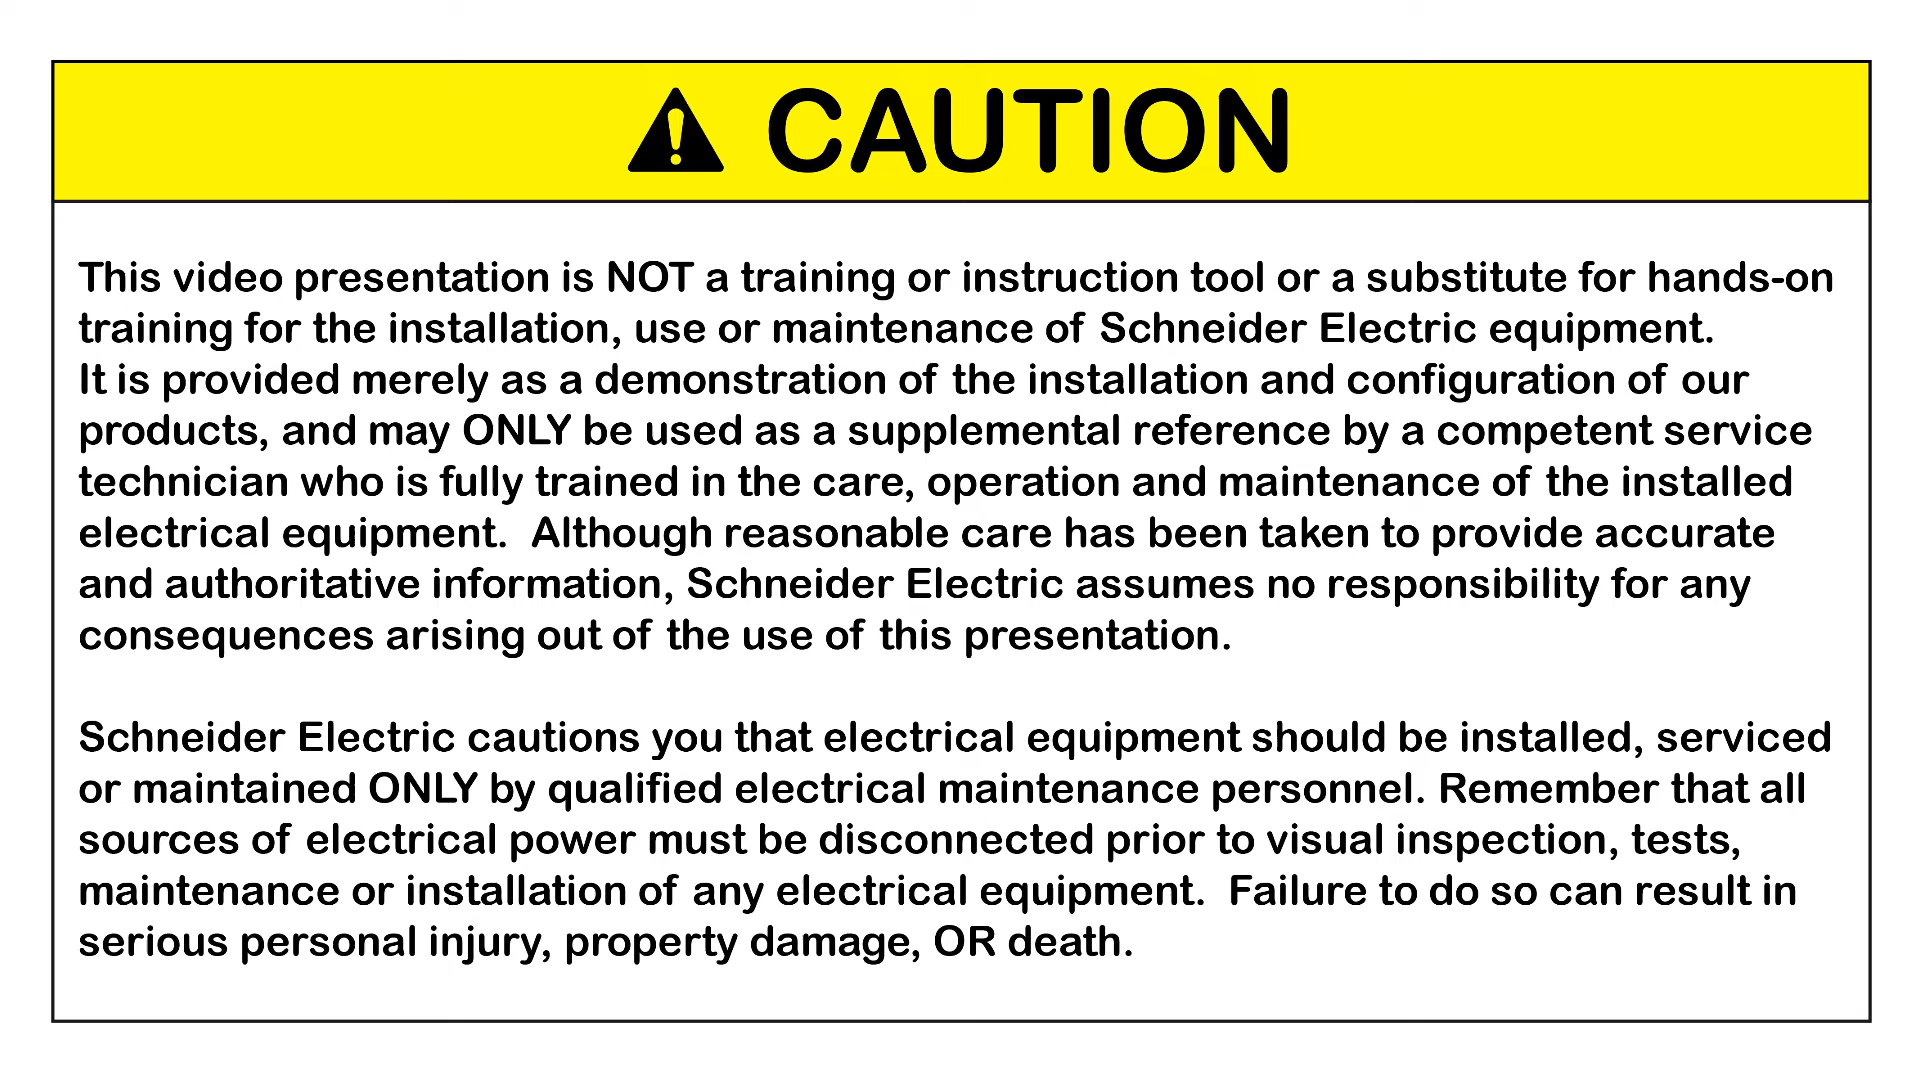 CAUTION
This video presentation is NOT a training or instruction tool or a substitute for hands-on
training for the installation, use or maintenance of Schneider Electric equipment.
It is provided merely as a demonstration of the installation and configuration of our
products, and may ONLY be used as a supplemental reference by a competent service
technician who is fully trained in the care, operation and maintenance of the installed
electrical equipment.  Although reasonable care has been taken to provide accurate
and authoritative information, Schneider Electric assumes no responsibility for any
consequences arising out of the use of this presentation.
Schneider Electric cautions you that electrical equipment should be installed, serviced
or maintained ONLY by qualified electrical maintenance personnel. Remember that all
sources of electrical power must be disconnected prior to visual inspection, tests,
maintenance or installation of any electrical equipment.  Failure to do so can result in
serious personal injury, property damage, OR death.